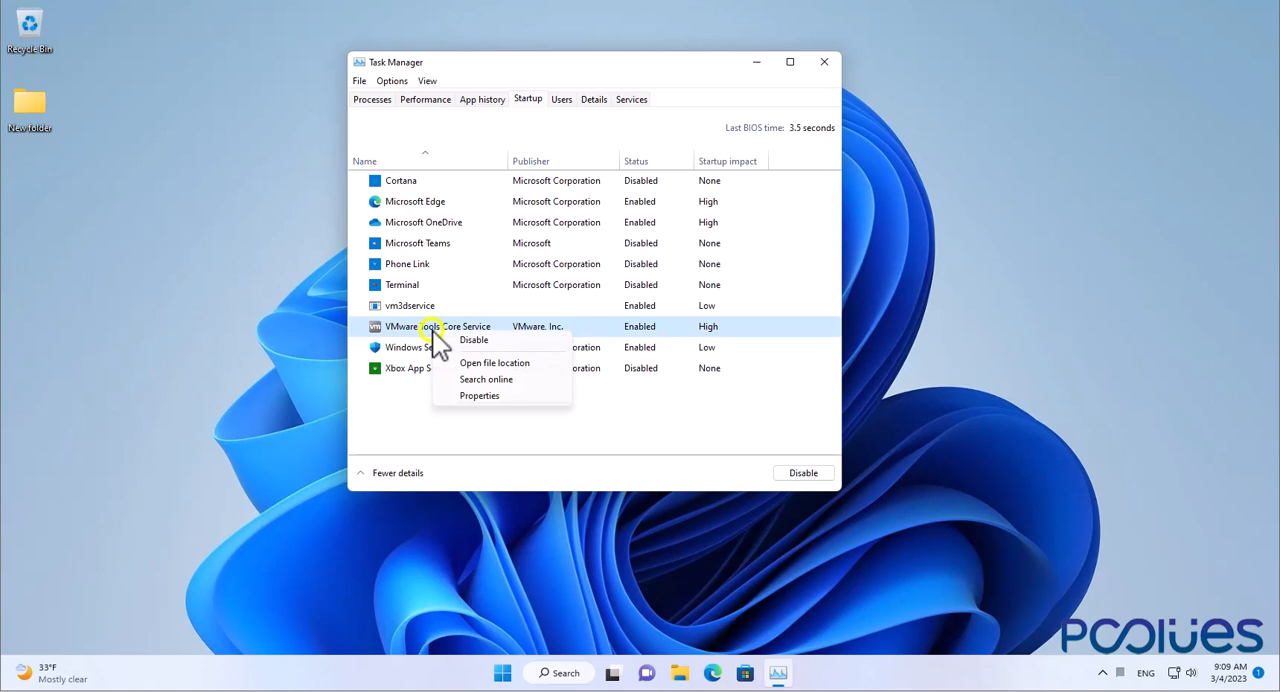 Recycle Bin
New folder
Task Manager
File Options View
Processes Performance App history Startup Users Details Services
Last BIOS time: 3.5 seconds
Name Publisher Status Startup impact
Cortana Microsoft Corporation Disabled None
Microsoft Edge Microsoft Corporation Enabled High
Microsoft OneDrive Microsoft Corporation Enabled High
Microsoft Teams Microsoft Disabled None
Phone Link Microsoft Corporation Disabled None
Terminal Microsoft Corporation Disabled None
vm3dservice Enabled Low
VMware Tools Core Service VMware, Inc. Enabled High
Disable
Windows Se oration Enabled Low
Open file location
Xbox App S oration Disabled None
Search online
Properties
Fewer details Disable
PCOLUES
33°F
Mostly clear
Search
ENG
9:09 AM
3/4/2023
1